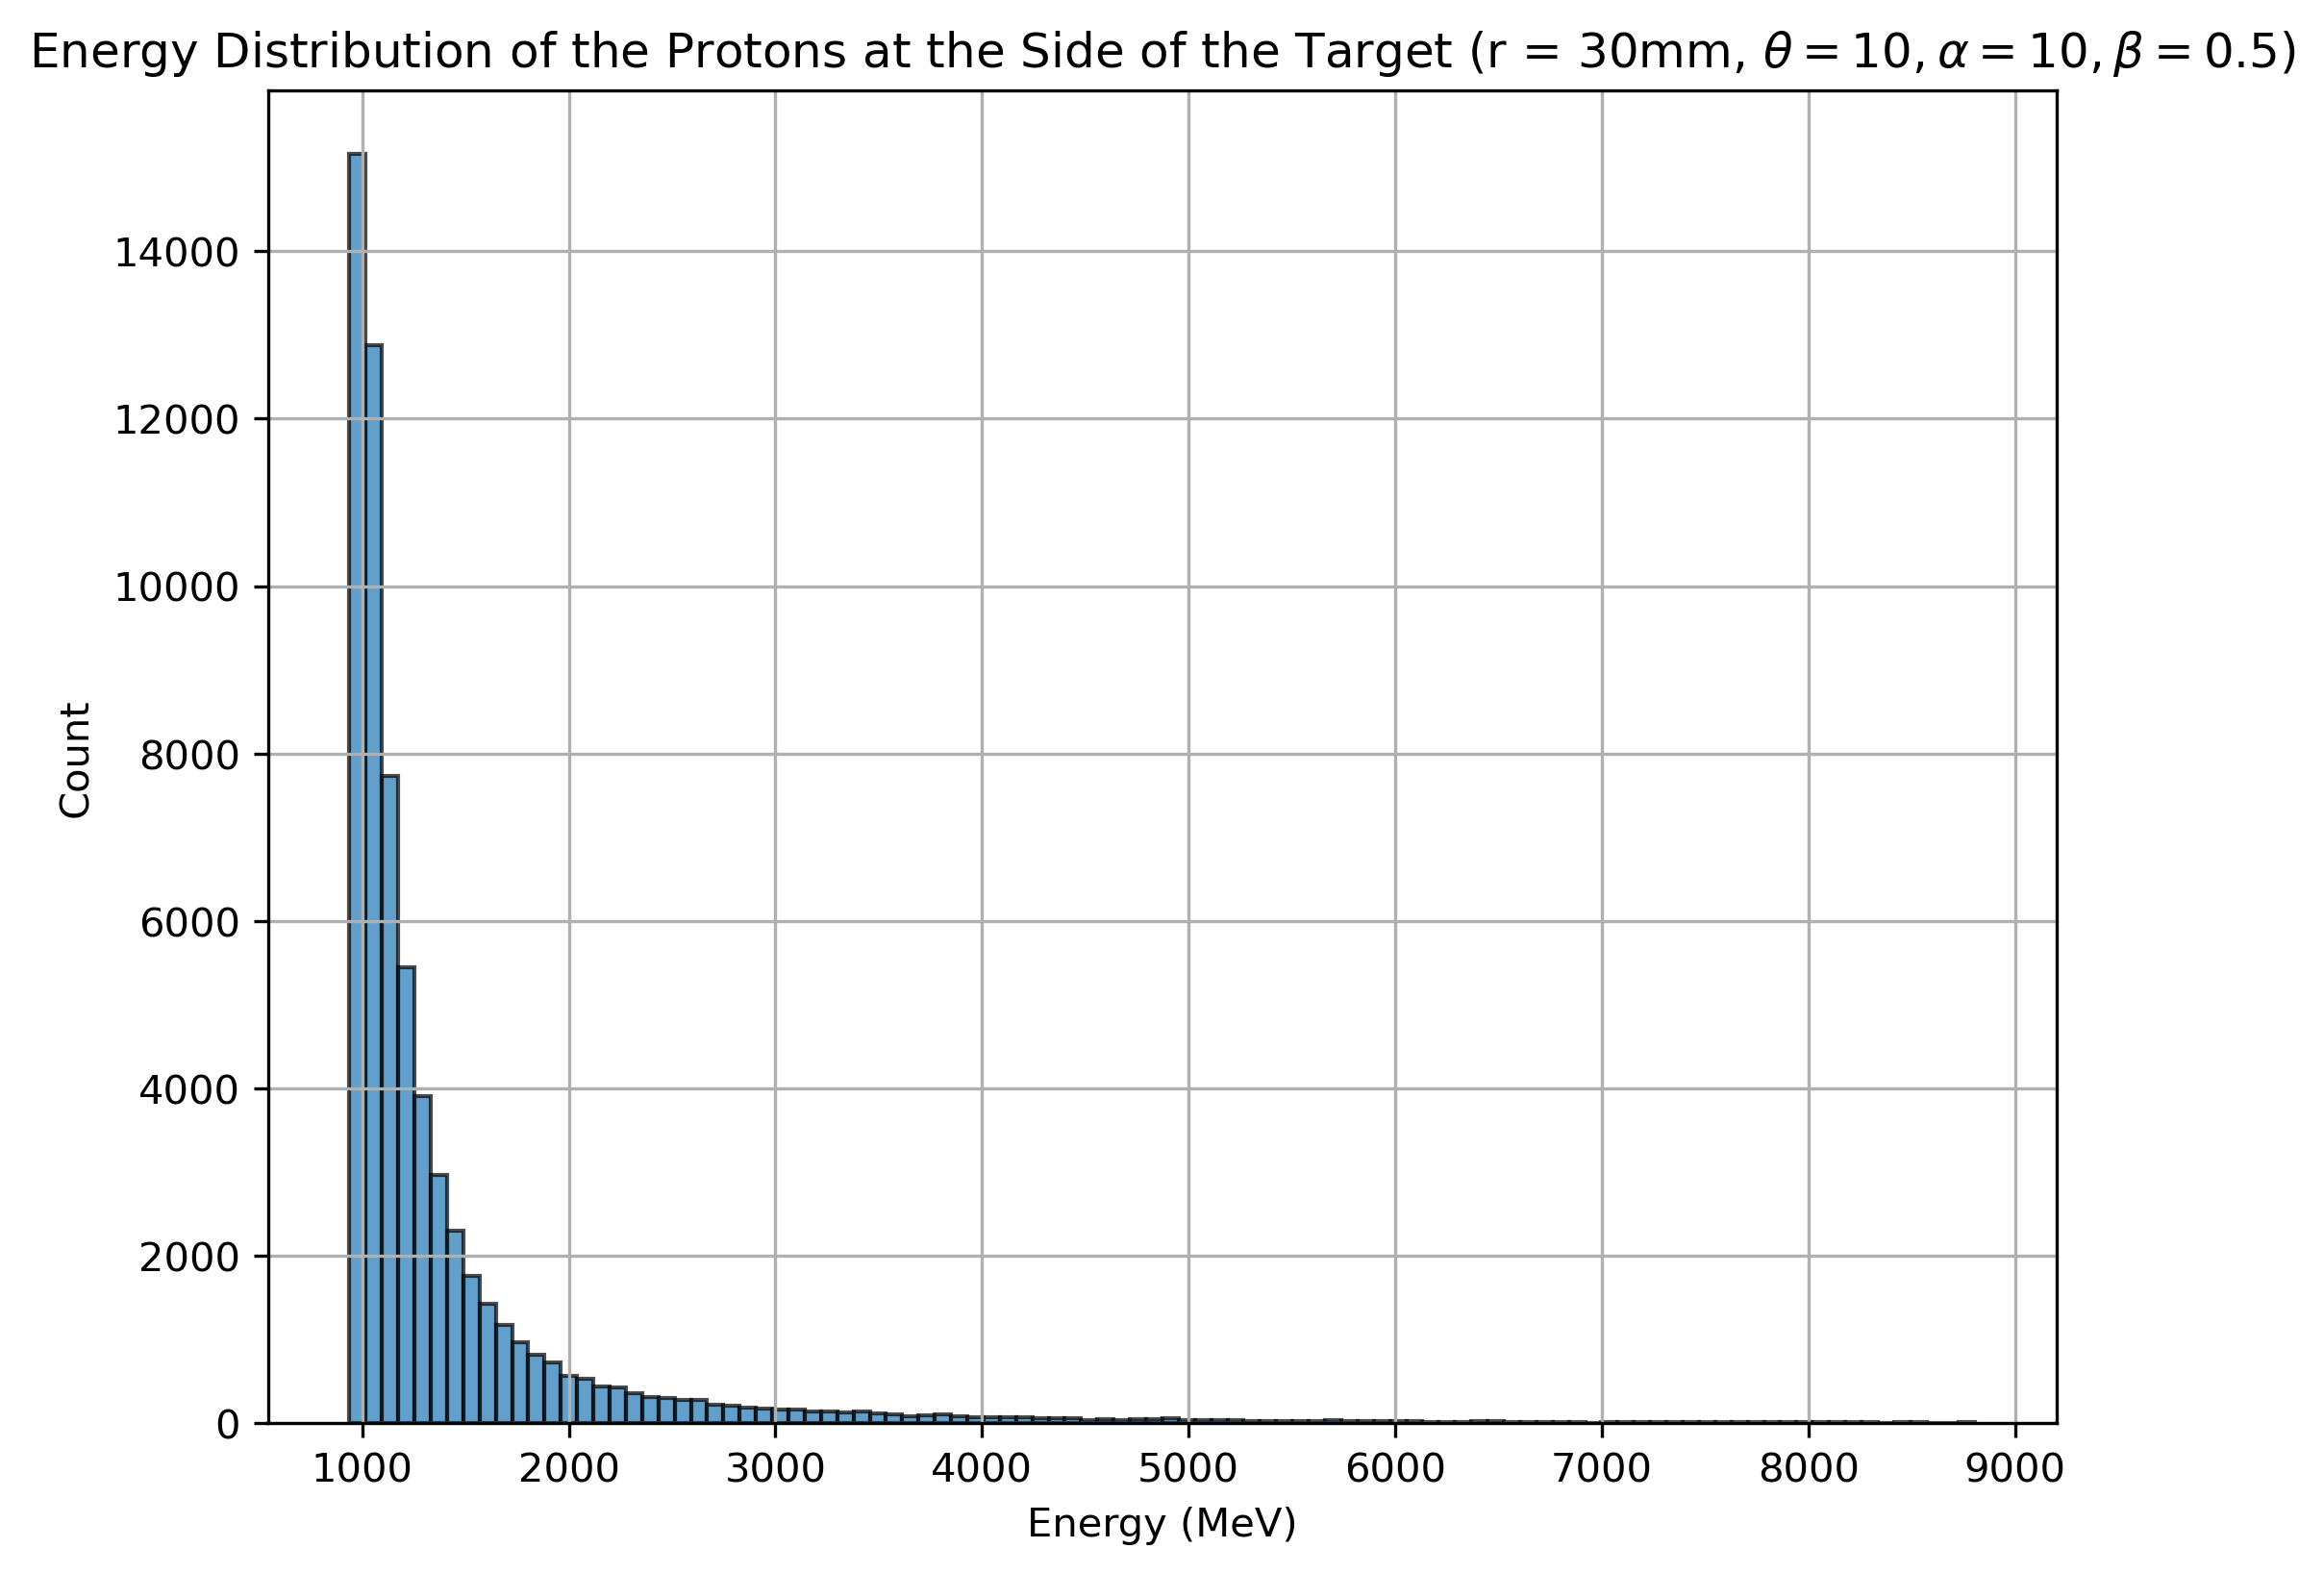 Energy Distribution of the Protons at the Side of the Target (r = 30mm, θ = 10, α = 10, β = 0.5)
14000
12000
10000
8000
6000
4000
2000
0
Count
1000 2000 3000 4000 5000 6000 7000 8000 9000
Energy (MeV)